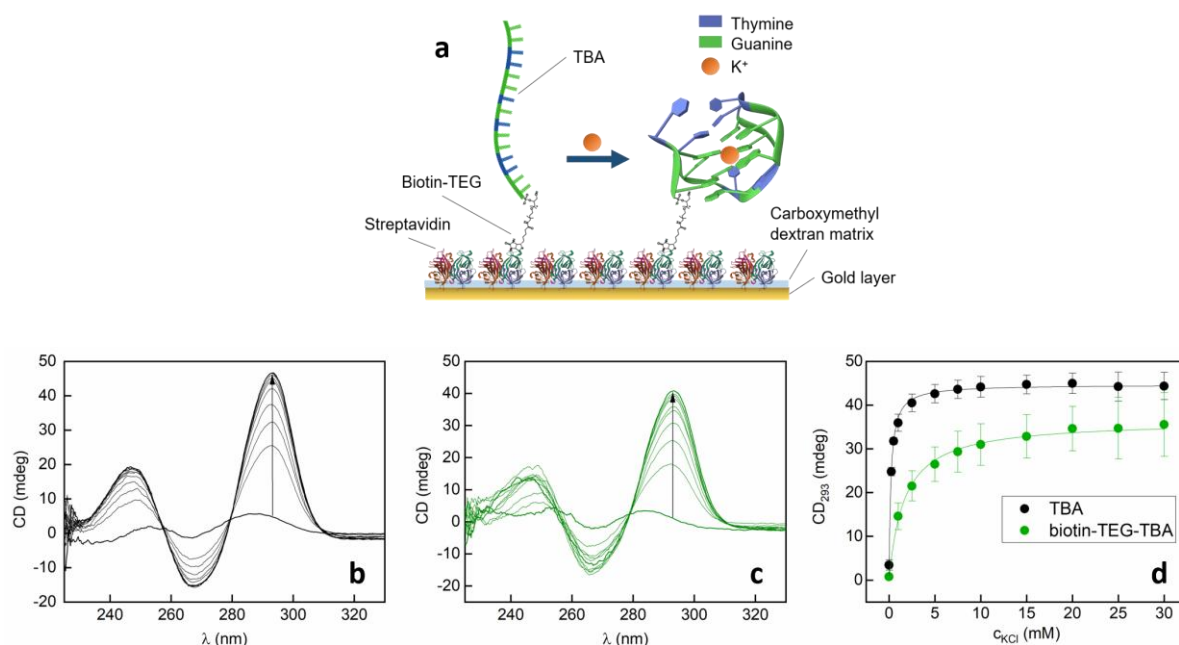 a
Thymine
Guanine
K⁺
TBA
Biotin-TEG
Streptavidin
Carboxymethyl
dextran matrix
Gold layer
50
40
30
20
10
0
-10
-20
CD (mdeg)
240 260 280 300 320
λ (nm)
b
50
40
30
20
10
0
-10
-20
CD (mdeg)
240 260 280 300 320
λ (nm)
c
50
40
30
20
10
0
CD₂₉₃ (mdeg)
0 5 10 15 20 25 30
c_KCl (mM)
d
TBA
biotin-TEG-TBA